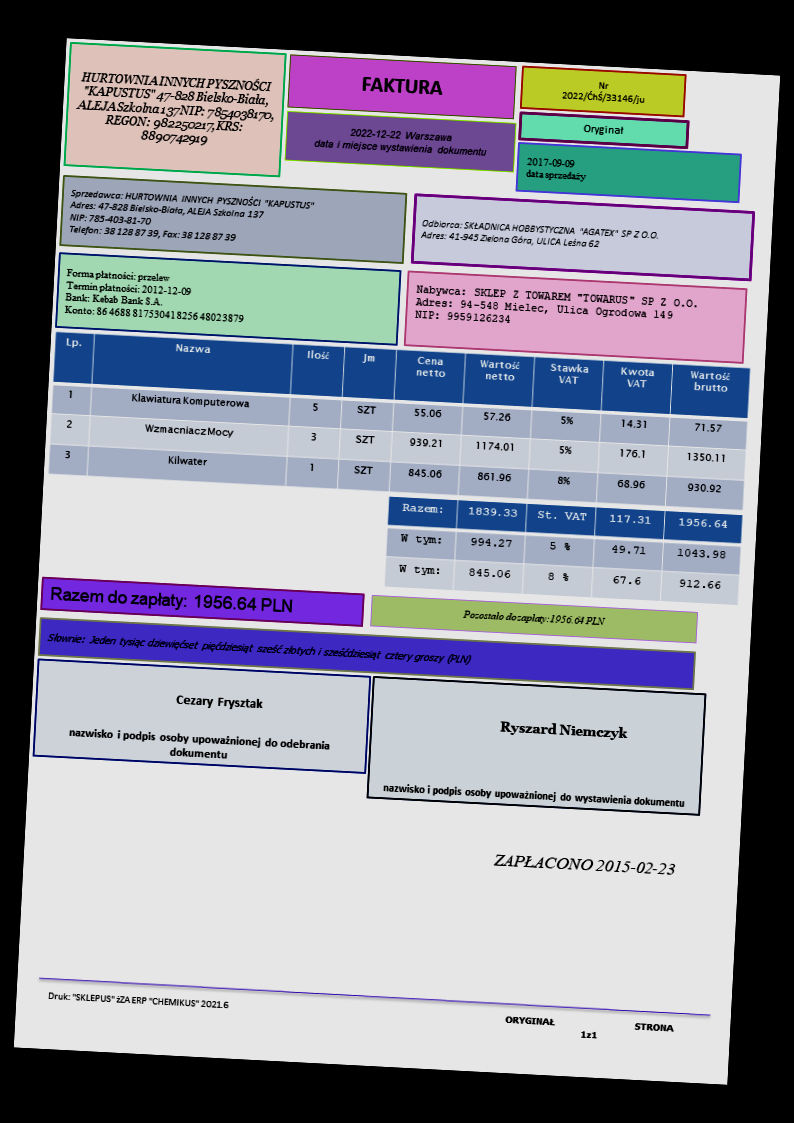 HURTOWNIA INNYCH PYSZNOŚCI
"KAPUSTUS" 47-828 Bielsko-Biała,
ALEJA Szkolna 137 NIP: 7854038170,
REGON: 982250217, KRS:
8890742919
FAKTURA
2022-12-22 Warszawa
data i miejsce wystawienia dokumentu
Nr
2022/ĆhŚ/33146/ju
Oryginał
2017-09-09
data sprzedaży
Sprzedawca: HURTOWNIA INNYCH PYSZNOŚCI "KAPUSTUS"
Adres: 47-828 Bielsko-Biała, ALEJA Szkolna 137
NIP: 785-403-81-70
Telefon: 38 128 87 39, Fax: 38 128 87 39
Odbiorca: SKŁADNICA HOBBYSTYCZNA "AGATEX" SP Z O.O.
Adres: 41-945 Zielona Góra, ULICA Leśna 62
Forma płatności: przelew
Termin płatności: 2012-12-09
Bank: Kebab Bank S.A.
Konto: 86 4688 8175 3041 8256 4802 3879
Nabywca: SKLEP Z TOWAREM "TOWARUS" SP Z O.O.
Adres: 94-548 Mielec, Ulica Ogrodowa 149
NIP: 9959126234
Lp. Nazwa Ilość Jm Cena netto Wartość netto Stawka VAT Kwota VAT Wartość brutto
1 Klawiatura Komputerowa 5 SZT 55.06 57.26 5% 14.31 71.57
2 Wzmacniacz Mocy 3 SZT 939.21 1174.01 5% 176.1 1350.11
3 Kilwater 1 SZT 845.06 861.96 8% 68.96 930.92
Razem: 1839.33 St. VAT 117.31 1956.64
W tym: 994.27 5 % 49.71 1043.98
W tym: 845.06 8 % 67.6 912.66
Razem do zapłaty: 1956.64 PLN
Pozostało do zapłaty: 1956.64 PLN
Słownie: Jeden tysiąc dziewięćset pięćdziesiąt sześć złotych i sześćdziesiąt cztery groszy (PLN)
Cezary Frysztak
nazwisko i podpis osoby upoważnionej do odebrania
dokumentu
Ryszard Niemczyk
nazwisko i podpis osoby upoważnionej do wystawienia dokumentu
ZAPŁACONO 2015-02-23
Druk: "SKLEPUS" żZA ERP "CHEMIKUS" 2021.6
ORYGINAŁ STRONA
1z1